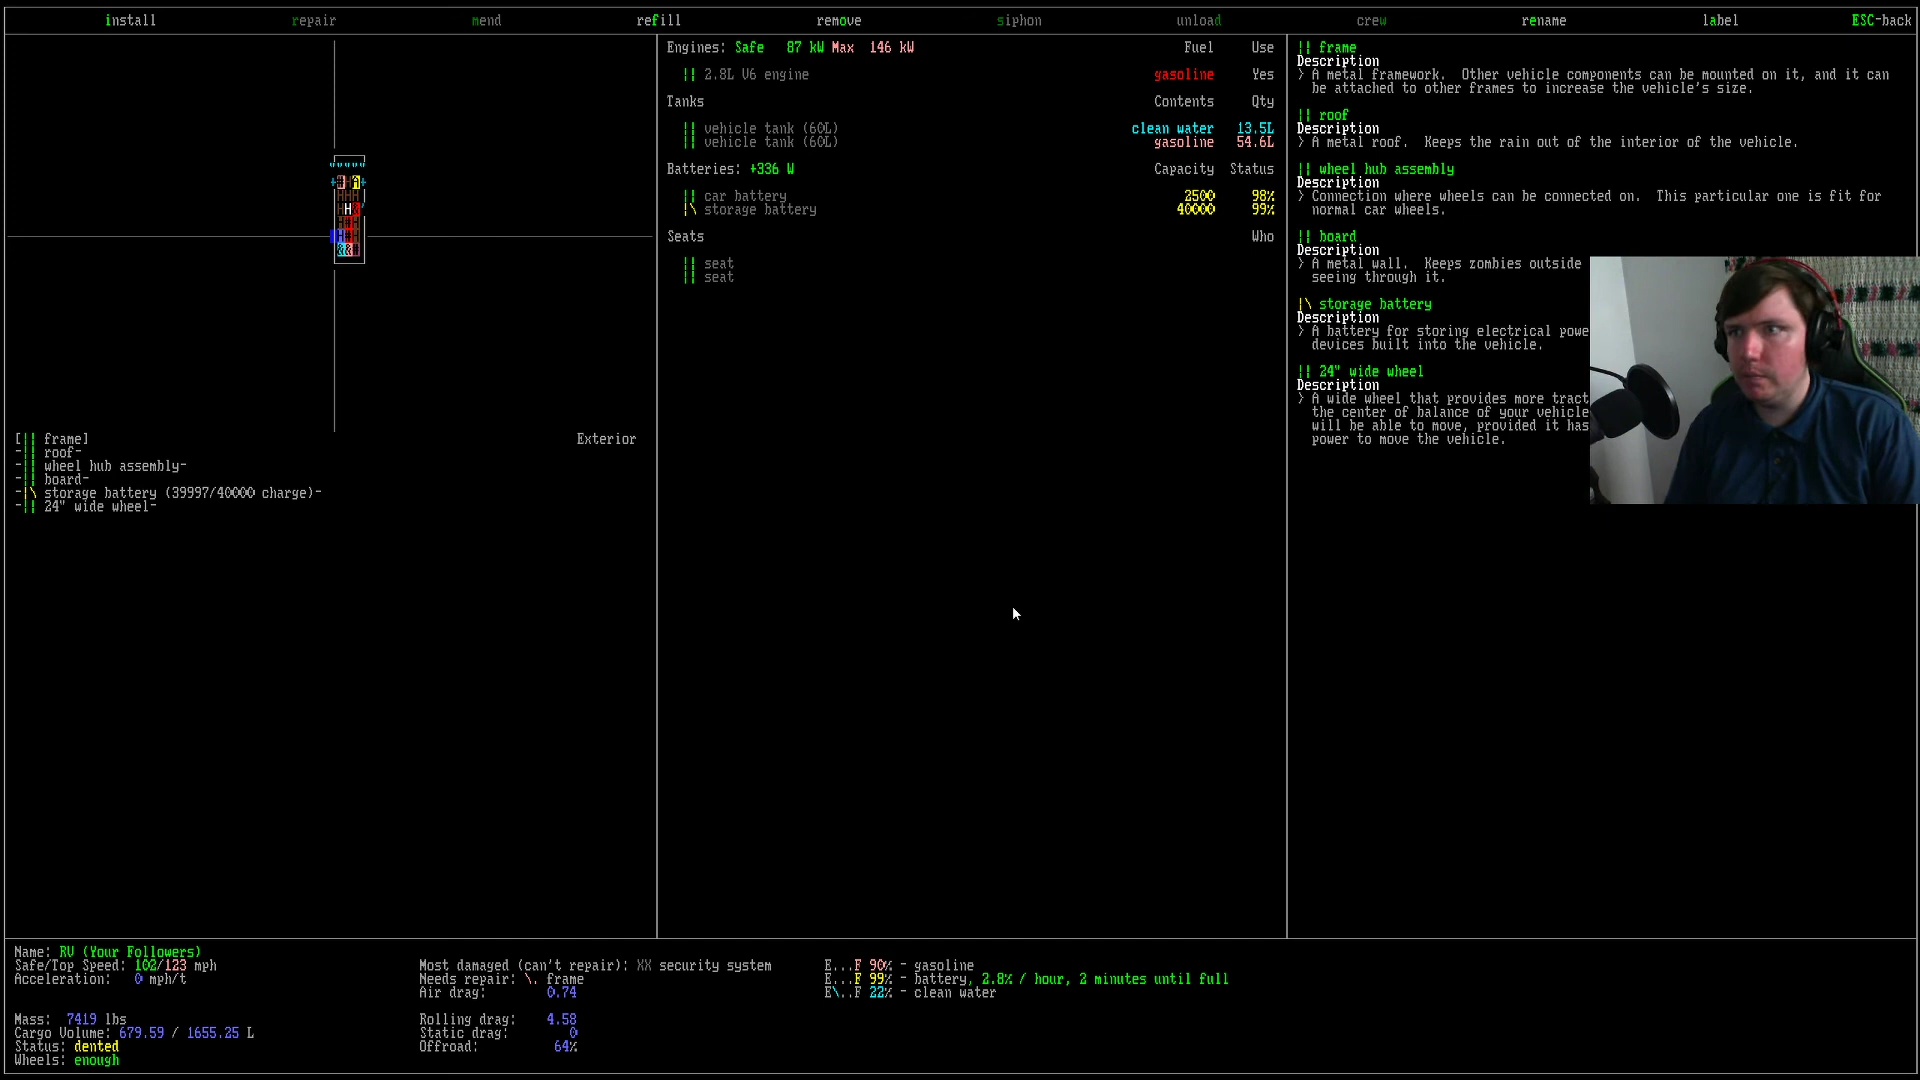 install repair mend refill remove siphon unload crew rename label ESC-back
Engines: Safe 87 kW Max 146 kW Fuel Use
|| 2.8L V6 engine gasoline Yes
Tanks Contents Qty
|| vehicle tank (60L) clean water 13.5L
|| vehicle tank (60L) gasoline 54.6L
Batteries: +336 W Capacity Status
|| car battery 2500 98%
|\ storage battery 40000 99%
Seats Who
|| seat
|| seat
|| frame
Description
> A metal framework. Other vehicle components can be mounted on it, and it can
be attached to other frames to increase the vehicle's size.
|| roof
Description
> A metal roof. Keeps the rain out of the interior of the vehicle.
|| wheel hub assembly
Description
> Connection where wheels can be connected on. This particular one is fit for
normal car wheels.
|| board
Description
> A metal wall. Keeps zombies outside
seeing through it.
|\ storage battery
Description
> A battery for storing electrical powe
devices built into the vehicle.
|| 24" wide wheel
Description
> A wide wheel that provides more tract
the center of balance of your vehicle
will be able to move, provided it has
power to move the vehicle.
[|| frame] Exterior
-|| roof-
-|| wheel hub assembly-
-|| board-
-|\ storage battery (39997/40000 charge)-
-|| 24" wide wheel-
Name: RV (Your Followers)
Safe/Top Speed: 102/123 mph
Acceleration: 0 mph/t
Mass: 7419 lbs
Cargo Volume: 679.59 / 1655.25 L
Status: dented
Wheels: enough
Most damaged (can't repair): XX security system
Needs repair: \. frame
Air drag: 0.74
Rolling drag: 4.58
Static drag: 0
Offroad: 64%
E...F 90% - gasoline
E...F 99% - battery, 2.8% / hour, 2 minutes until full
E\..F 22% - clean water